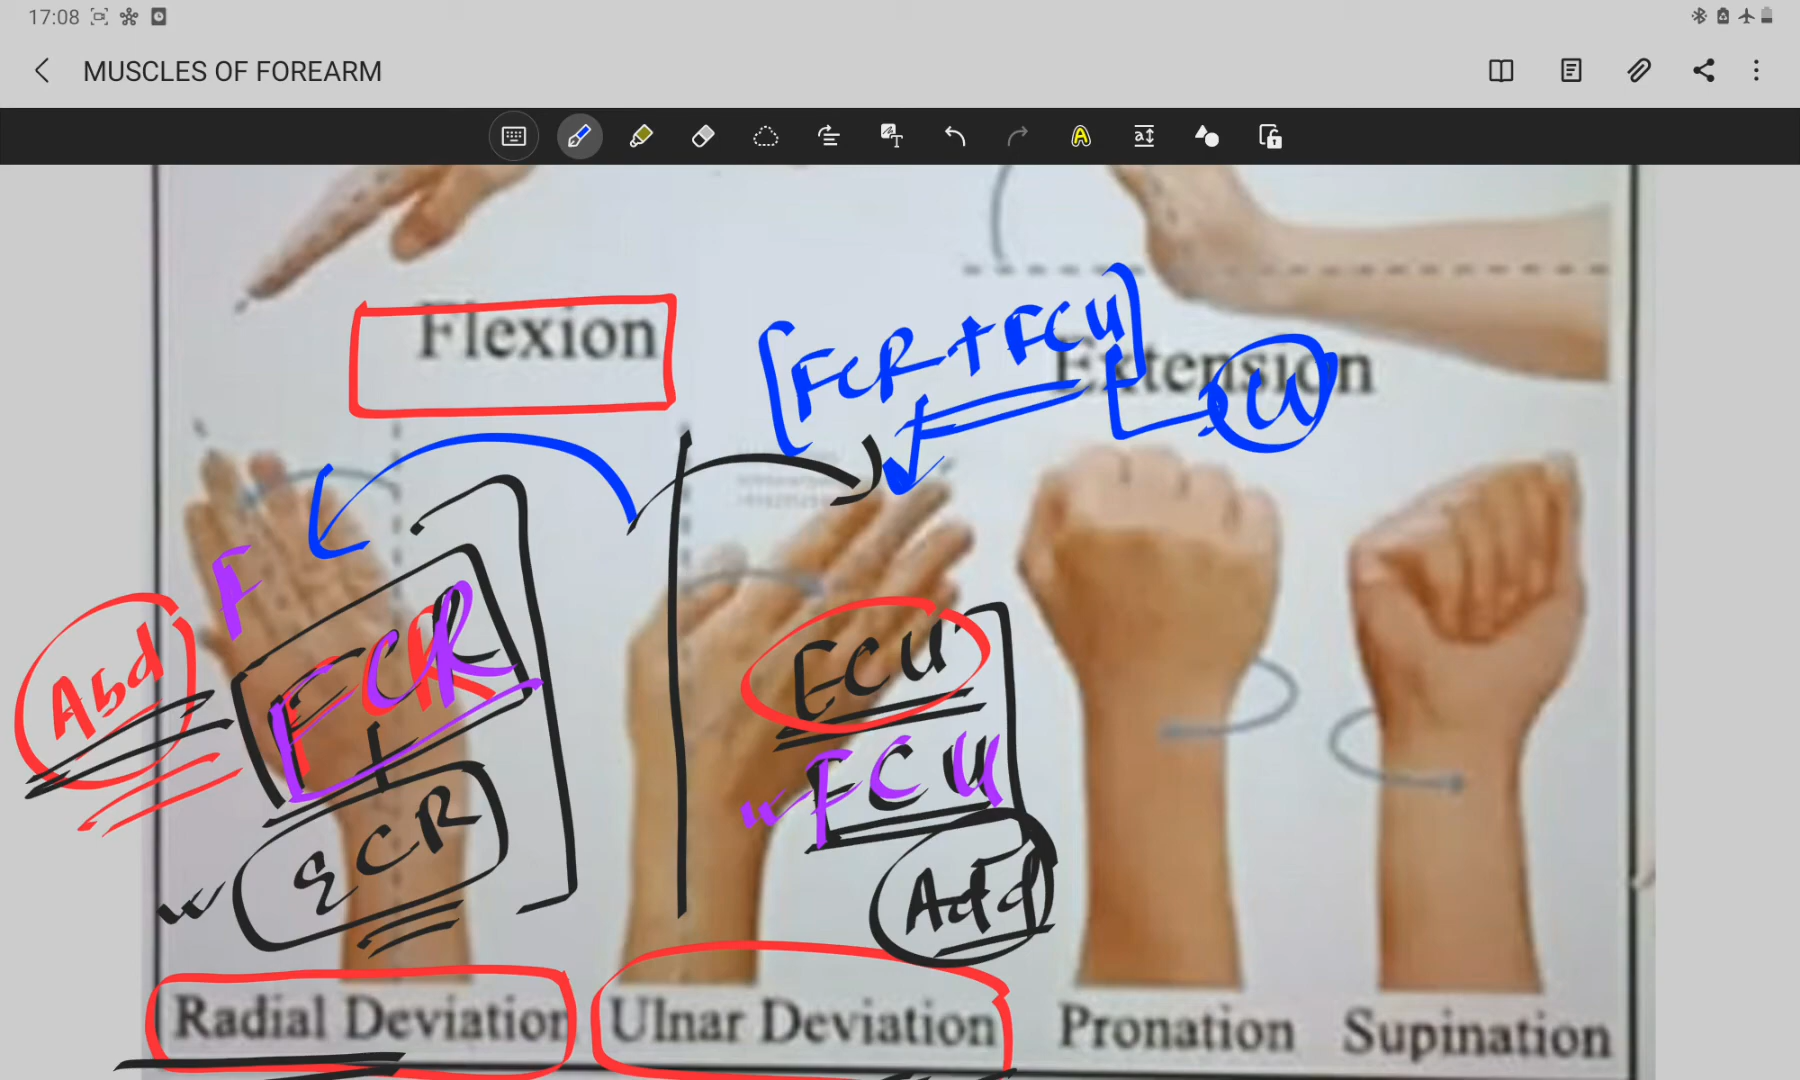 17:08
MUSCLES OF FOREARM
Flexion
[FCR + FCU]
Extension
U
F
Abd
FCR
+
ECR
ECU
FCU
Add
Radial Deviation
Ulnar Deviation
Pronation
Supination